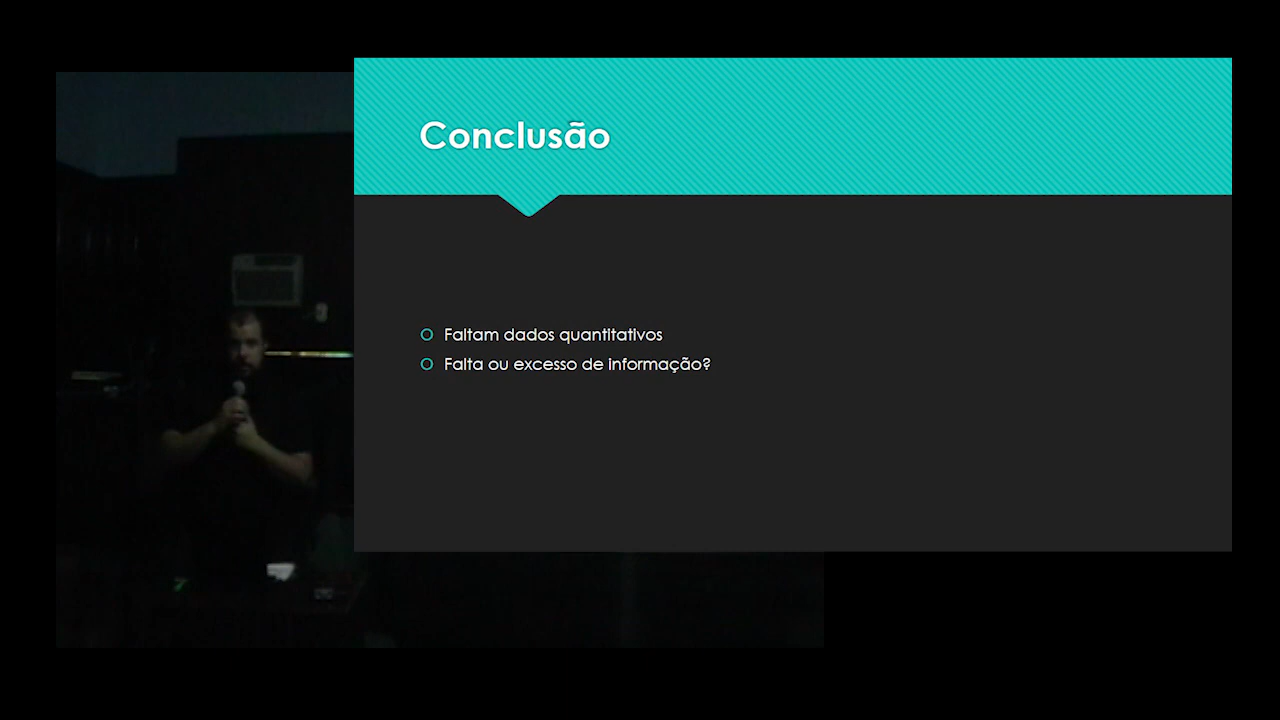 Conclusão
Faltam dados quantitativos
Falta ou excesso de informação?